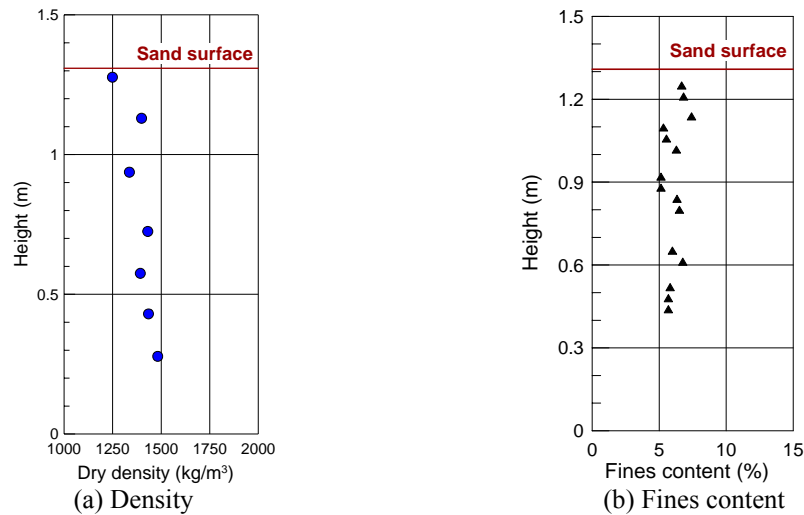 1.5
Sand surface
1
0.5
0
Height (m)
1000 1250 1500 1750 2000
Dry density (kg/m³)
(a) Density
1.5
Sand surface
1.2
0.9
0.6
0.3
0
Height (m)
0 5 10 15
Fines content (%)
(b) Fines content